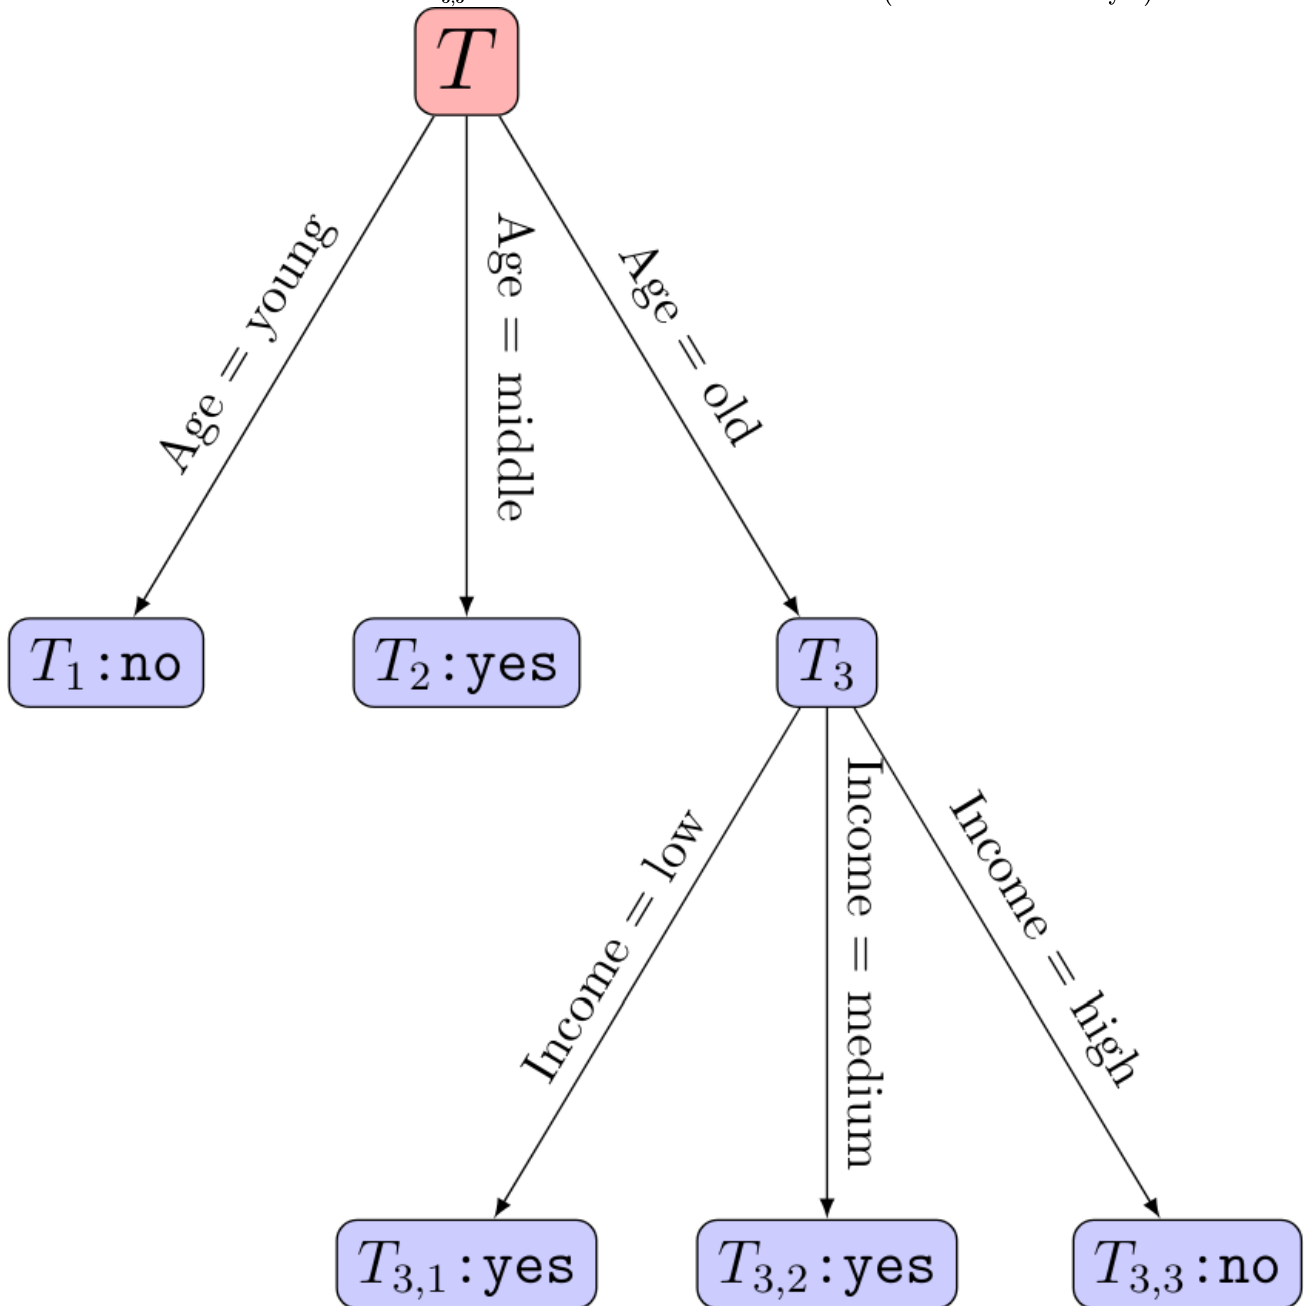 T
Age = young
Age = middle
Age = old
T₁:no
T₂:yes
T₃
Income = low
Income = medium
Income = high
T₃,₁:yes
T₃,₂:yes
T₃,₃:no